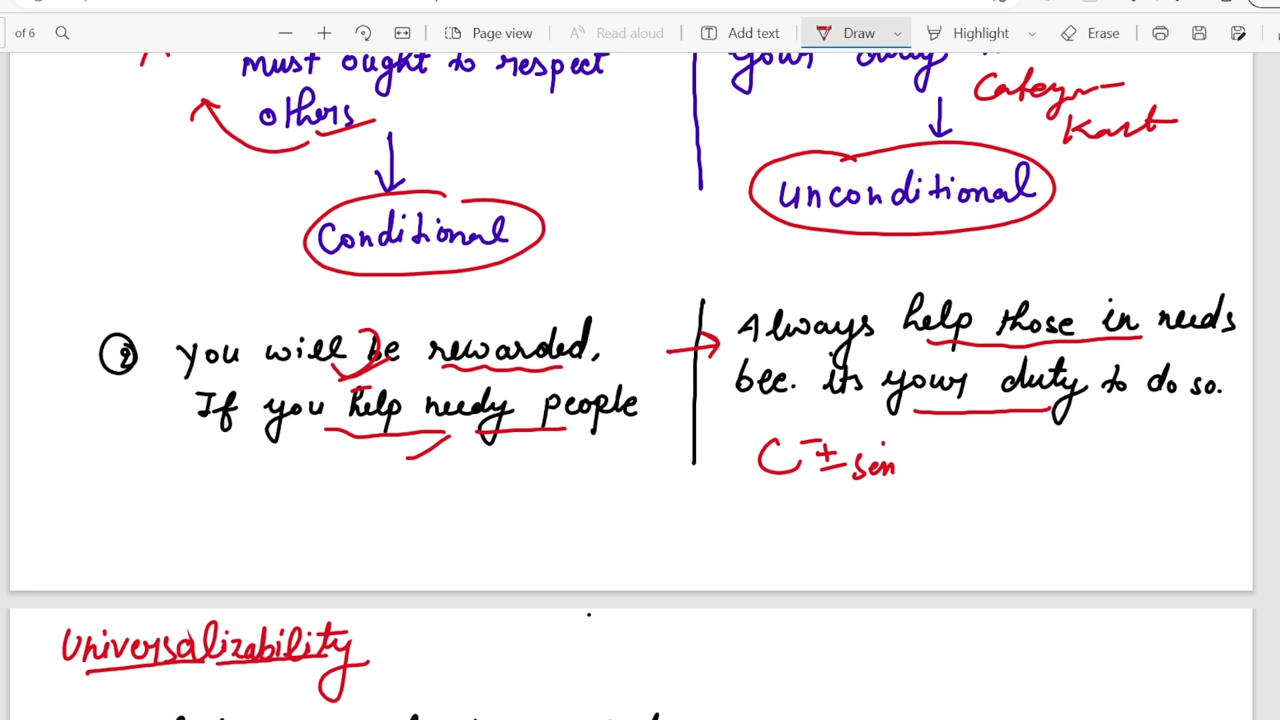 of 6
Page view
Read aloud
Add text
Draw
Highlight
Erase
must ought to respect
others
Conditional
your duty
Kant
unconditional
② You will be rewarded,
If you help needy people
Always help those in needs
bec. its your duty to do so.
Universalizability